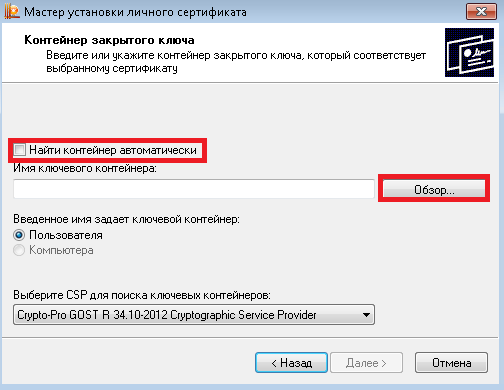 Мастер установки личного сертификата
Контейнер закрытого ключа
Введите или укажите контейнер закрытого ключа, который соответствует
выбранному сертификату
Найти контейнер автоматически
Имя ключевого контейнера:
Обзор...
Введенное имя задает ключевой контейнер:
Пользователя
Компьютера
Выберите CSP для поиска ключевых контейнеров:
Crypto-Pro GOST R 34.10-2012 Cryptographic Service Provider
< Назад
Далее >
Отмена